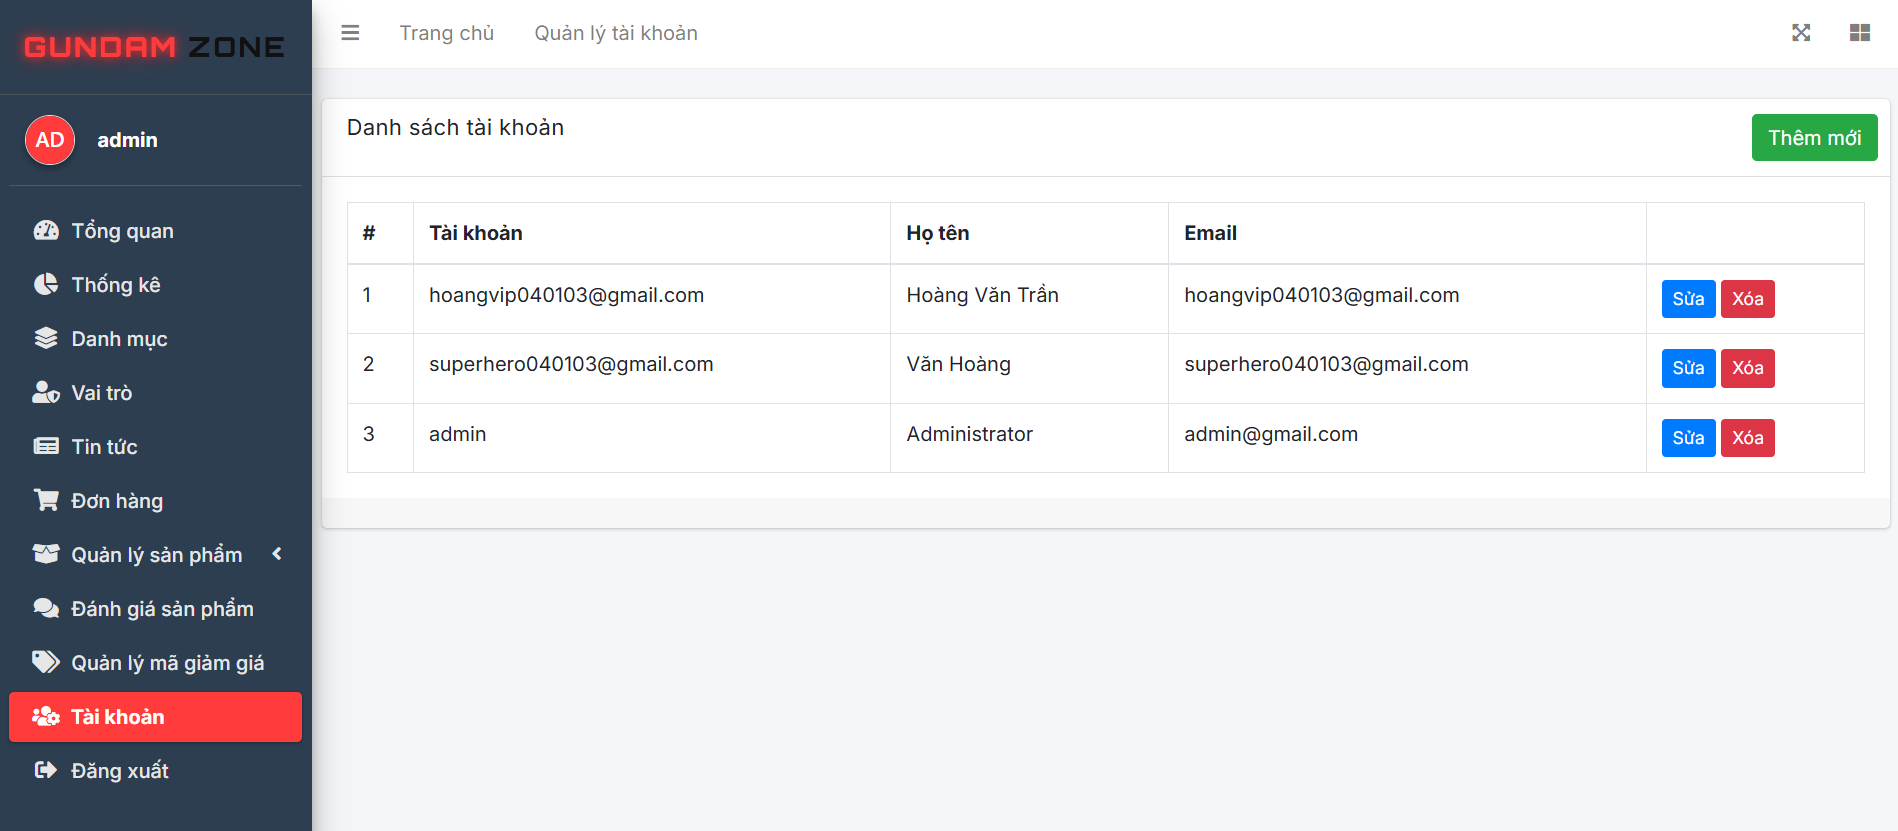 GUNDAM ZONE
AD admin
Tổng quan
Thống kê
Danh mục
Vai trò
Tin tức
Đơn hàng
Quản lý sản phẩm
Đánh giá sản phẩm
Quản lý mã giảm giá
Tài khoản
Đăng xuất
Trang chủ Quản lý tài khoản
Danh sách tài khoản Thêm mới
# Tài khoản Họ tên Email
1 hoangvip040103@gmail.com Hoàng Văn Trần hoangvip040103@gmail.com Sửa Xóa
2 superhero040103@gmail.com Văn Hoàng superhero040103@gmail.com Sửa Xóa
3 admin Administrator admin@gmail.com Sửa Xóa